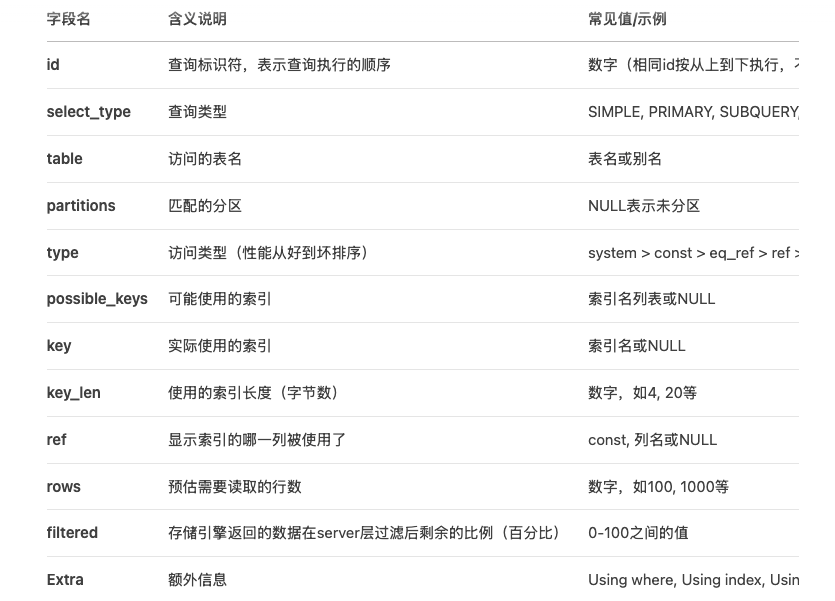 字段名 含义说明 常见值/示例
id 查询标识符，表示查询执行的顺序 数字（相同id按从上到下执行，
select_type 查询类型 SIMPLE, PRIMARY, SUBQUERY,
table 访问的表名 表名或别名
partitions 匹配的分区 NULL表示未分区
type 访问类型（性能从好到坏排序） system > const > eq_ref > ref >
possible_keys 可能使用的索引 索引名列表或NULL
key 实际使用的索引 索引名或NULL
key_len 使用的索引长度（字节数） 数字，如4, 20等
ref 显示索引的哪一列被使用了 const, 列名或NULL
rows 预估需要读取的行数 数字，如100, 1000等
filtered 存储引擎返回的数据在server层过滤后剩余的比例（百分比） 0-100之间的值
Extra 额外信息 Using where, Using index,